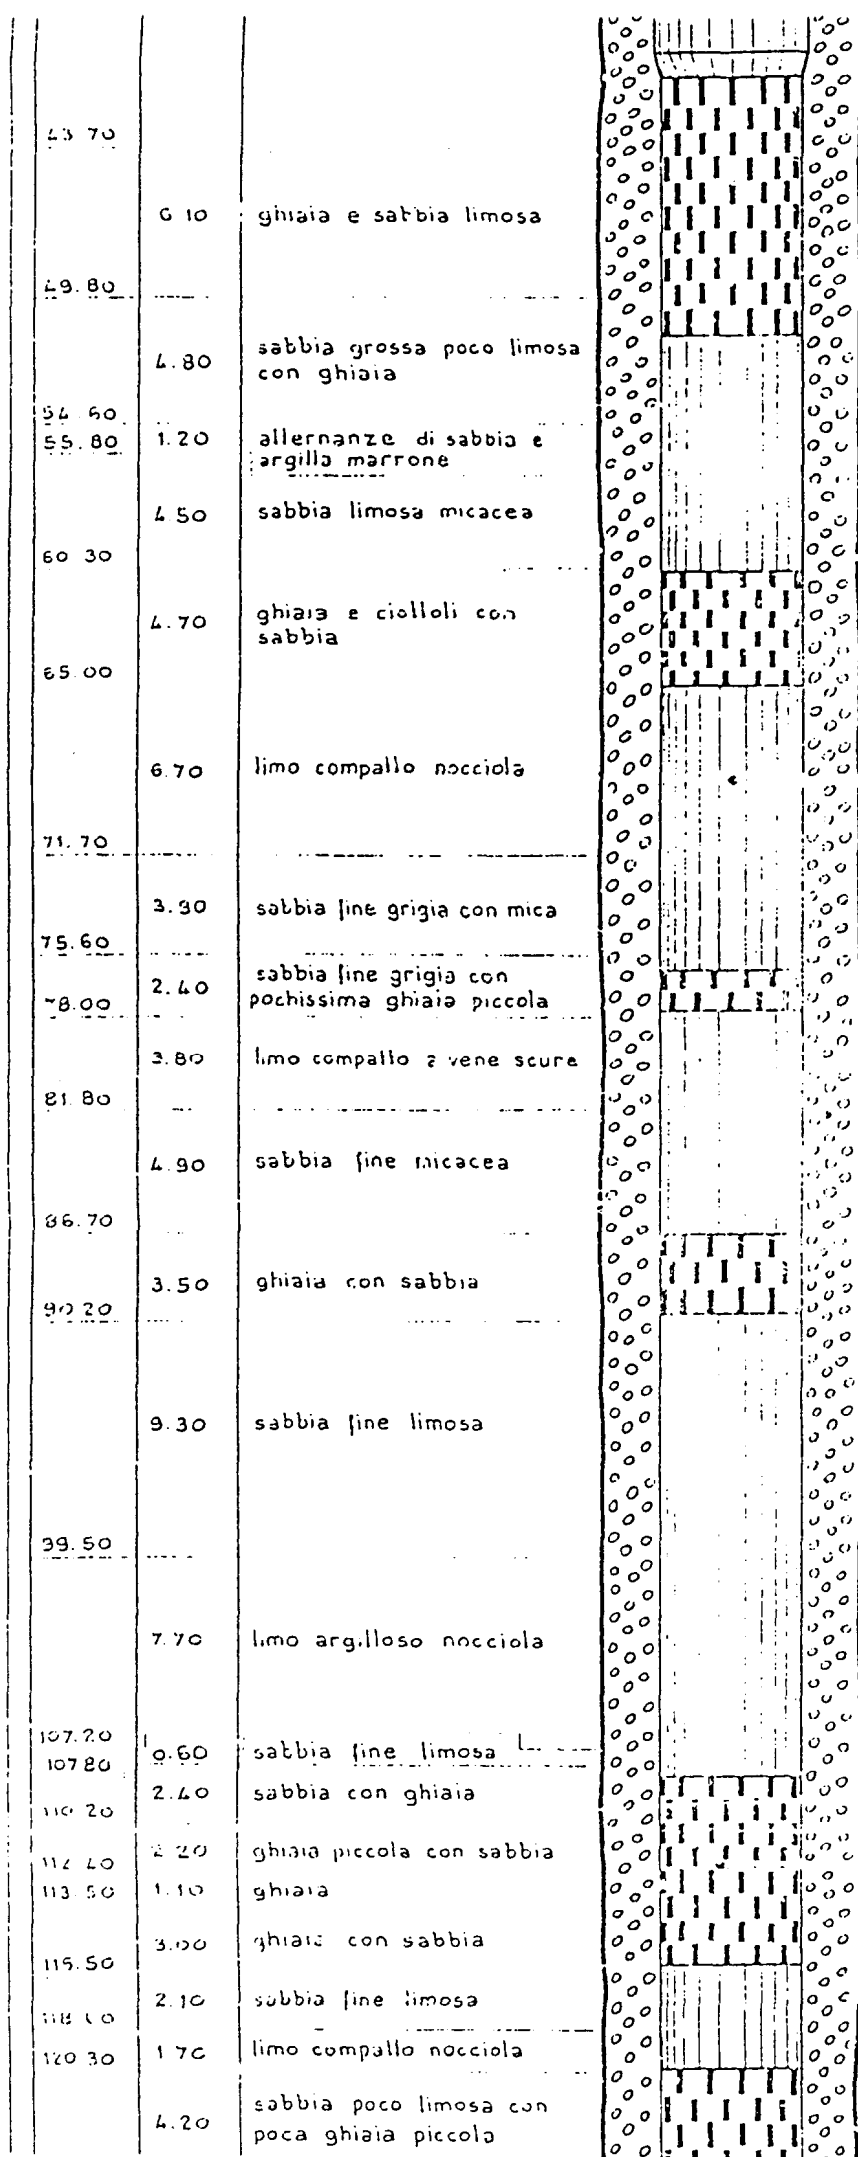 43.70
6.10 ghiaia e sabbia limosa
49.80
4.80 sabbia grossa poco limosa
con ghiaia
54.60
55.80 1.20 alternanze di sabbia e
argilla marrone
4.50 sabbia limosa micacea
60.30
4.70 ghiaia e ciottoli con
sabbia
65.00
6.70 limo compatto nocciola
71.70
3.90 sabbia fine grigia con mica
75.60
2.40 sabbia fine grigia con
pochissima ghiaia piccola
78.00
3.80 limo compatto a vene scure
81.80
4.90 sabbia fine micacea
86.70
3.50 ghiaia con sabbia
90.20
9.30 sabbia fine limosa
99.50
7.70 limo argilloso nocciola
107.20
0.60 sabbia fine limosa
107.80
2.40 sabbia con ghiaia
110.20
2.20 ghiaia piccola con sabbia
112.40
113.50 1.10 ghiaia
3.00 ghiaia con sabbia
116.50
2.10 sabbia fine limosa
118.60
120.30 1.70 limo compatto nocciola
4.20 sabbia poco limosa con
poca ghiaia piccola